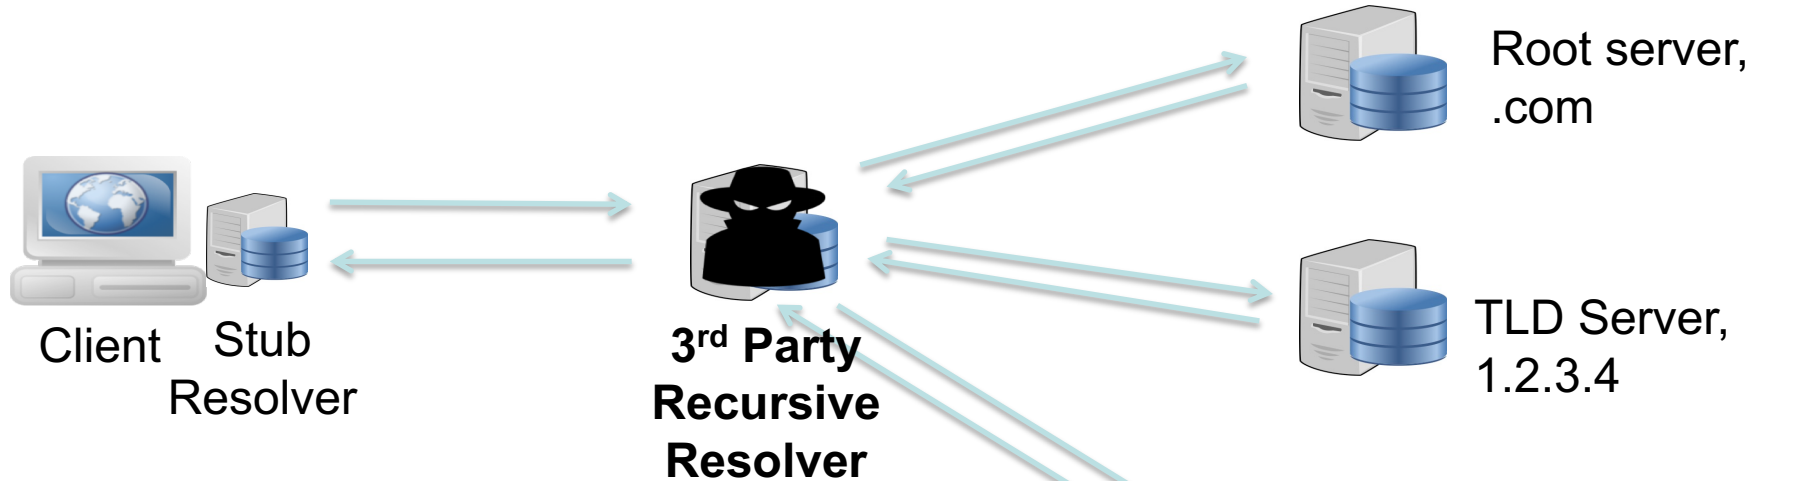 Root server,
.com
Client
Stub
Resolver
3rd Party
Recursive
Resolver
TLD Server,
1.2.3.4